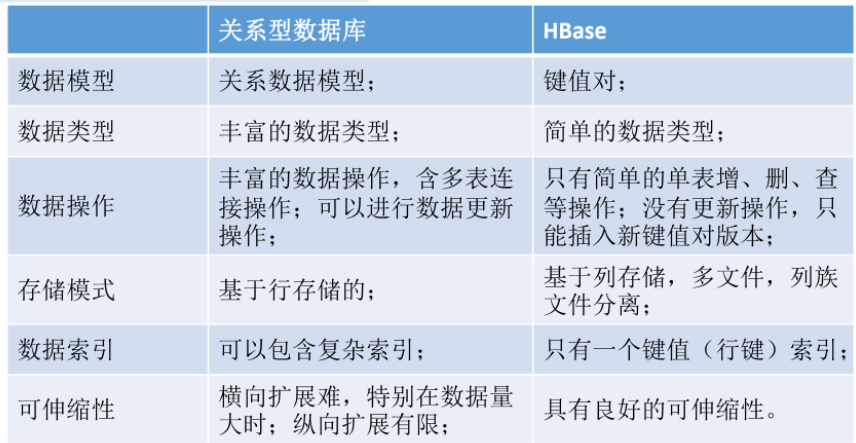 关系型数据库 HBase
数据模型 关系数据模型； 键值对；
数据类型 丰富的数据类型； 简单的数据类型；
数据操作
丰富的数据操作，含多表连
接操作；可以进行数据更新
操作；
只有简单的单表增、删、查
等操作；没有更新操作，只
能插入新键值对版本；
存储模式
基于行存储的；
基于列存储，多文件，列族
文件分离；
数据索引 可以包含复杂索引； 只有一个键值（行键）索引；
可伸缩性
横向扩展难，特别在数据量
大时；纵向扩展有限；
具有良好的可伸缩性。